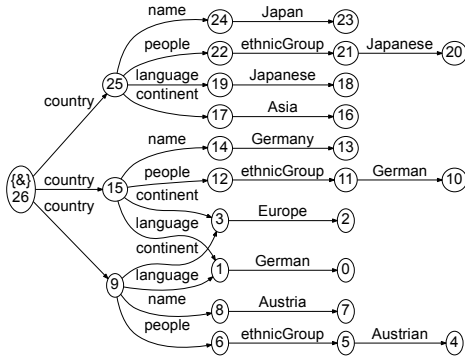 name 24 Japan 23
people 22 ethnicGroup 21 Japanese 20
25 language 19 Japanese 18
continent 17 Asia 16
country
name 14 Germany 13
{&} 26 country 15 people 12 ethnicGroup 11 German 10
country
continent 3 Europe 2
language
continent
9 language 1 German 0
name 8 Austria 7
people 6 ethnicGroup 5 Austrian 4